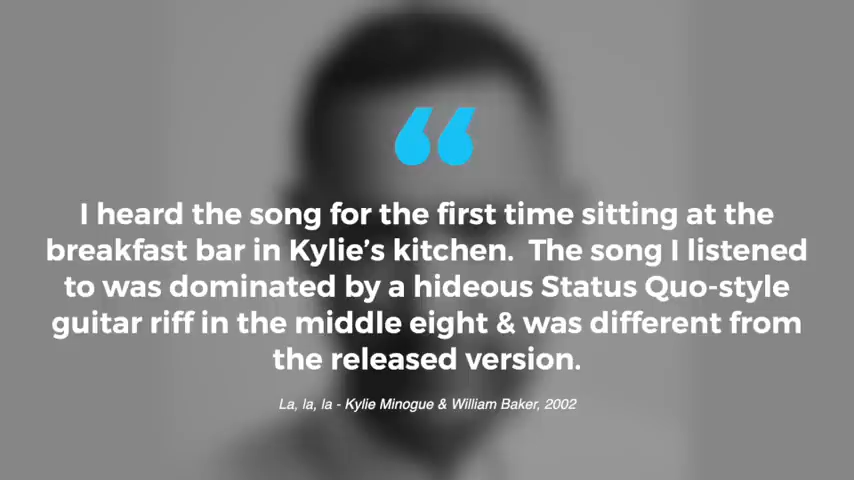 “
I heard the song for the first time sitting at the
breakfast bar in Kylie’s kitchen.  The song I listened
to was dominated by a hideous Status Quo-style
guitar riff in the middle eight & was different from
the released version.
La, la, la - Kylie Minogue & William Baker, 2002